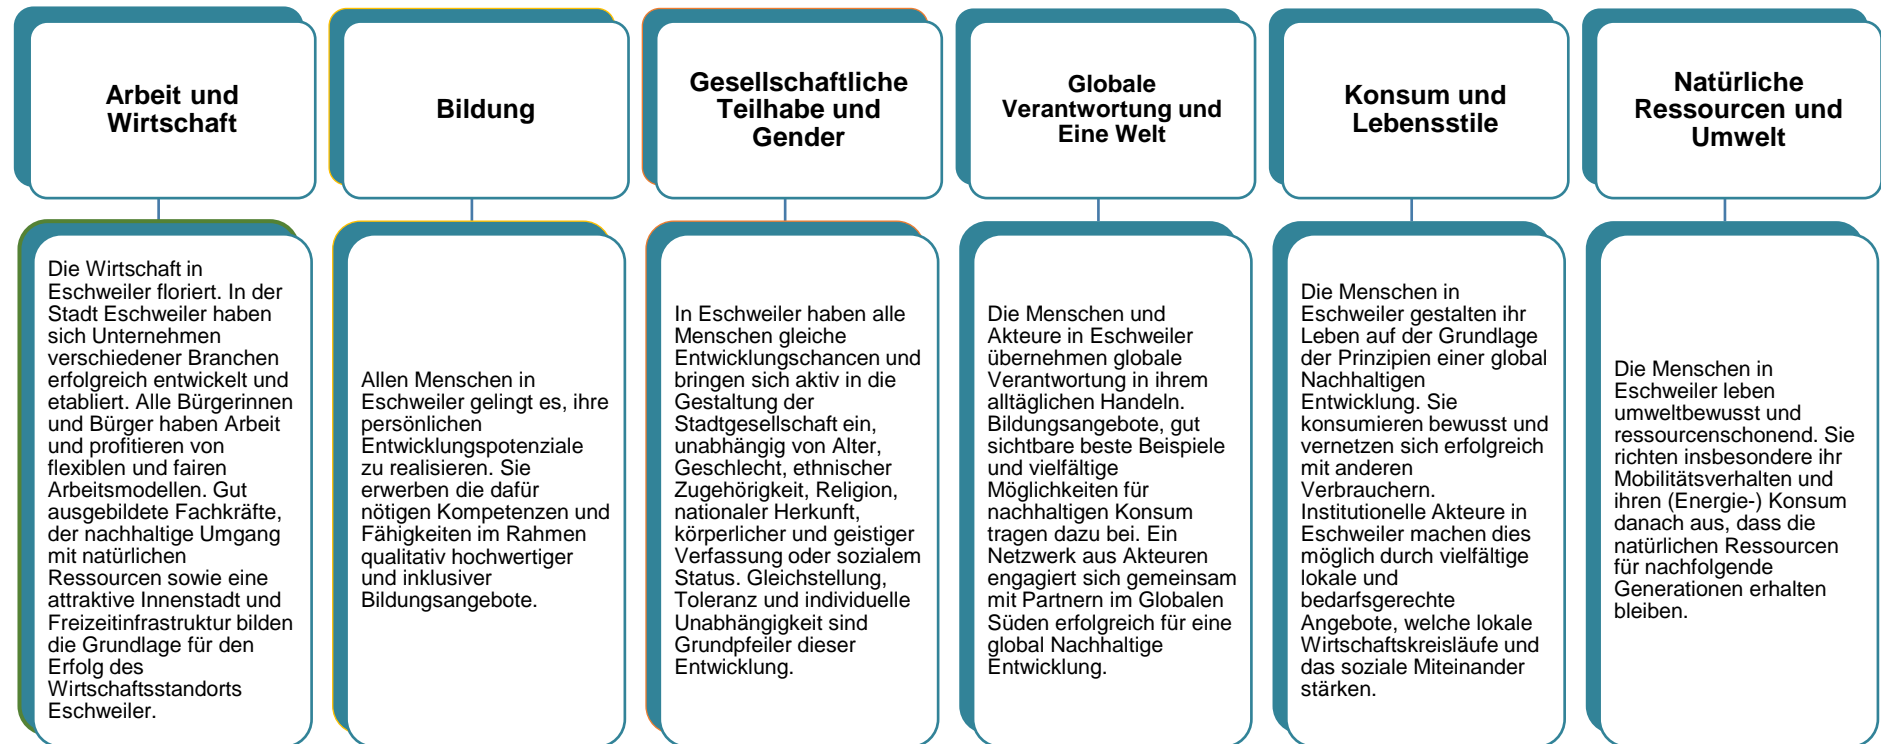 Arbeit und
Wirtschaft
Bildung
Gesellschaftliche
Teilhabe und
Gender
Globale
Verantwortung und
Eine Welt
Konsum und
Lebensstile
Natürliche
Ressourcen und
Umwelt
Die Wirtschaft in
Eschweiler floriert. In der
Stadt Eschweiler haben
sich Unternehmen
verschiedener Branchen
erfolgreich entwickelt und
etabliert. Alle Bürgerinnen
und Bürger haben Arbeit
und profitieren von
flexiblen und fairen
Arbeitsmodellen. Gut
ausgebildete Fachkräfte,
der nachhaltige Umgang
mit natürlichen
Ressourcen sowie eine
attraktive Innenstadt und
Freizeitinfrastruktur bilden
die Grundlage für den
Erfolg des
Wirtschaftsstandorts
Eschweiler.
Allen Menschen in
Eschweiler gelingt es, ihre
persönlichen
Entwicklungspotenziale
zu realisieren. Sie
erwerben die dafür
nötigen Kompetenzen und
Fähigkeiten im Rahmen
qualitativ hochwertiger
und inklusiver
Bildungsangebote.
In Eschweiler haben alle
Menschen gleiche
Entwicklungschancen und
bringen sich aktiv in die
Gestaltung der
Stadtgesellschaft ein,
unabhängig von Alter,
Geschlecht, ethnischer
Zugehörigkeit, Religion,
nationaler Herkunft,
körperlicher und geistiger
Verfassung oder sozialem
Status. Gleichstellung,
Toleranz und individuelle
Unabhängigkeit sind
Grundpfeiler dieser
Entwicklung.
Die Menschen und
Akteure in Eschweiler
übernehmen globale
Verantwortung in ihrem
alltäglichen Handeln.
Bildungsangebote, gut
sichtbare beste Beispiele
und vielfältige
Möglichkeiten für
nachhaltigen Konsum
tragen dazu bei. Ein
Netzwerk aus Akteuren
engagiert sich gemeinsam
mit Partnern im Globalen
Süden erfolgreich für eine
global Nachhaltige
Entwicklung.
Die Menschen in
Eschweiler gestalten ihr
Leben auf der Grundlage
der Prinzipien einer global
Nachhaltigen
Entwicklung. Sie
konsumieren bewusst und
vernetzen sich erfolgreich
mit anderen
Verbrauchern.
Institutionelle Akteure in
Eschweiler machen dies
möglich durch vielfältige
lokale und
bedarfsgerechte
Angebote, welche lokale
Wirtschaftskreisläufe und
das soziale Miteinander
stärken.
Die Menschen in
Eschweiler leben
umweltbewusst und
ressourcenschonend. Sie
richten insbesondere ihr
Mobilitätsverhalten und
ihren (Energie-) Konsum
danach aus, dass die
natürlichen Ressourcen
für nachfolgende
Generationen erhalten
bleiben.